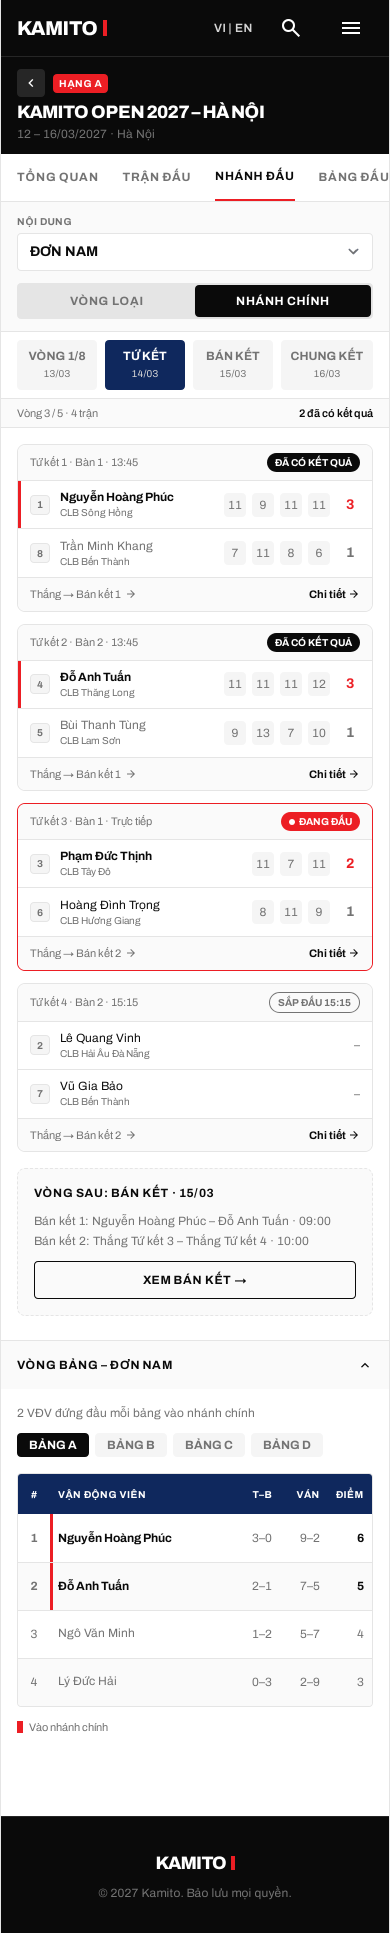 KAMITO
VI | EN
HẠNG A
KAMITO OPEN 2027 – HÀ NỘI
12 – 16/03/2027 · Hà Nội
TỔNG QUAN TRẬN ĐẤU NHÁNH ĐẤU BẢNG ĐẤU
NỘI DUNG
ĐƠN NAM
VÒNG LOẠI NHÁNH CHÍNH
VÒNG 1/8 TỨ KẾT BÁN KẾT CHUNG KẾT
13/03 14/03 15/03 16/03
Vòng 3 / 5 · 4 trận 2 đã có kết quả
Tứ kết 1 · Bàn 1 · 13:45 ĐÃ CÓ KẾT QUẢ
1 Nguyễn Hoàng Phúc 11 9 11 11 3
CLB Sông Hồng
8 Trần Minh Khang 7 11 8 6 1
CLB Bến Thành
Thắng → Bán kết 1 → Chi tiết →
Tứ kết 2 · Bàn 2 · 13:45 ĐÃ CÓ KẾT QUẢ
4 Đỗ Anh Tuấn 11 11 11 12 3
CLB Thăng Long
5 Bùi Thanh Tùng 9 13 7 10 1
CLB Lam Sơn
Thắng → Bán kết 1 → Chi tiết →
Tứ kết 3 · Bàn 1 · Trực tiếp ĐANG ĐẤU
3 Phạm Đức Thịnh 11 7 11 2
CLB Tây Đô
6 Hoàng Đình Trọng 8 11 9 1
CLB Hương Giang
Thắng → Bán kết 2 → Chi tiết →
Tứ kết 4 · Bàn 2 · 15:15 SẮP ĐẤU 15:15
2 Lê Quang Vinh –
CLB Hải Âu Đà Nẵng
7 Vũ Gia Bảo –
CLB Bến Thành
Thắng → Bán kết 2 → Chi tiết →
VÒNG SAU: BÁN KẾT · 15/03
Bán kết 1: Nguyễn Hoàng Phúc – Đỗ Anh Tuấn · 09:00
Bán kết 2: Thắng Tứ kết 3 – Thắng Tứ kết 4 · 10:00
XEM BÁN KẾT →
VÒNG BẢNG – ĐƠN NAM
2 VĐV đứng đầu mỗi bảng vào nhánh chính
BẢNG A BẢNG B BẢNG C BẢNG D
# VẬN ĐỘNG VIÊN T–B VÁN ĐIỂM
1 Nguyễn Hoàng Phúc 3–0 9–2 6
2 Đỗ Anh Tuấn 2–1 7–5 5
3 Ngô Văn Minh 1–2 5–7 4
4 Lý Đức Hải 0–3 2–9 3
Vào nhánh chính
KAMITO
© 2027 Kamito. Bảo lưu mọi quyền.